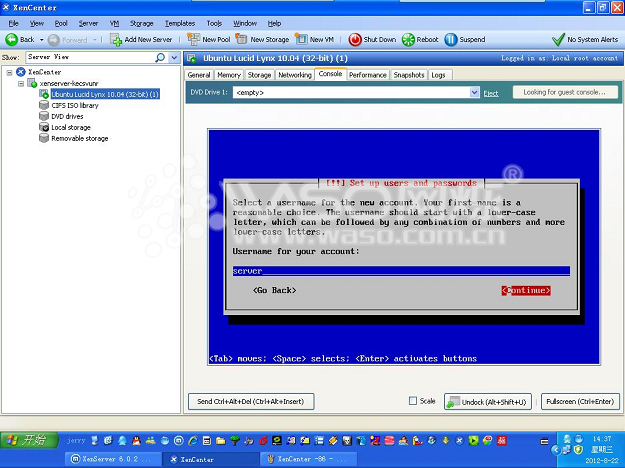 XenCenter
File View Pool Server VM Storage Templates Tools Window Help
Back Forward Add New Server New Pool New Storage New VM Shut Down Reboot Suspend No System Alerts
Show: Server View
Ubuntu Lucid Lynx 10.04 (32-bit) (1) Logged in as: Local root account
XenCenter
xenserver-kecsvunr
Ubuntu Lucid Lynx 10.04 (32-bit) (1)
CIFS ISO library
DVD drives
Local storage
Removable storage
General Memory Storage Networking Console Performance Snapshots Logs
DVD Drive 1: <empty> Eject Looking for guest console...
[!!] Set up users and passwords
Select a username for the new account. Your first name is a
reasonable choice. The username should start with a lower-case
letter, which can be followed by any combination of numbers and more
lower-case letters.
Username for your account:
server
<Go Back> <Continue>
<Tab> moves; <Space> selects; <Enter> activates buttons
WASO 网烁 ®
www.waso.com.cn
Send Ctrl+Alt+Del (Ctrl+Alt+Insert) Scale Undock (Alt+Shift+U) Fullscreen (Ctrl+Enter)
开始 jerry 14:37
星期三
2012-8-22
XenServer 6.0.2 ... XenCenter XenCenter -86 - ...